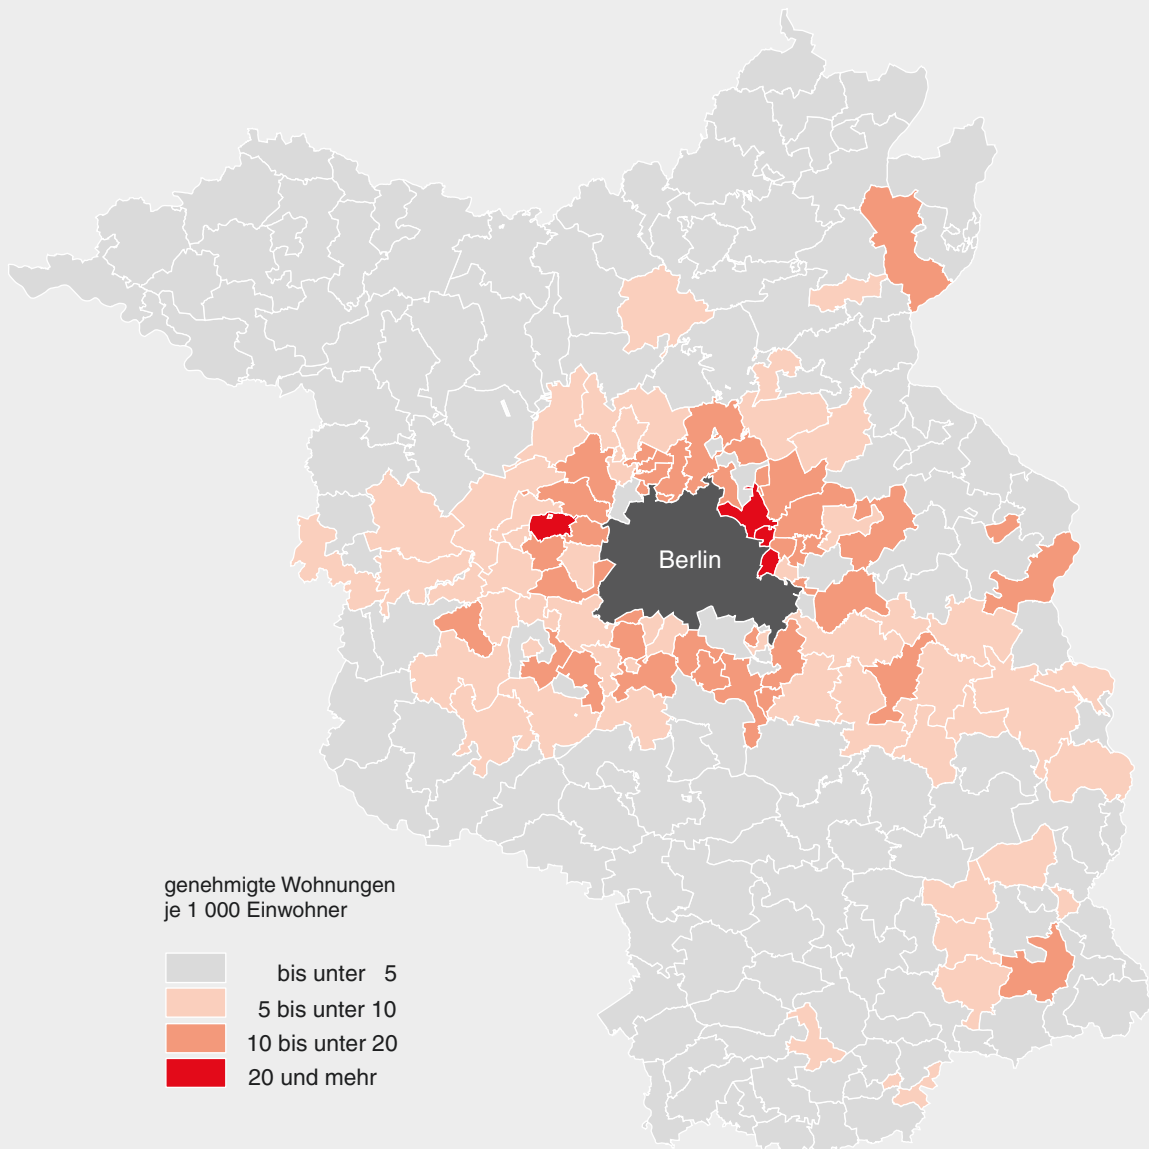 Berlin
genehmigte Wohnungen
je 1 000 Einwohner
bis unter 5
5 bis unter 10
10 bis unter 20
20 und mehr